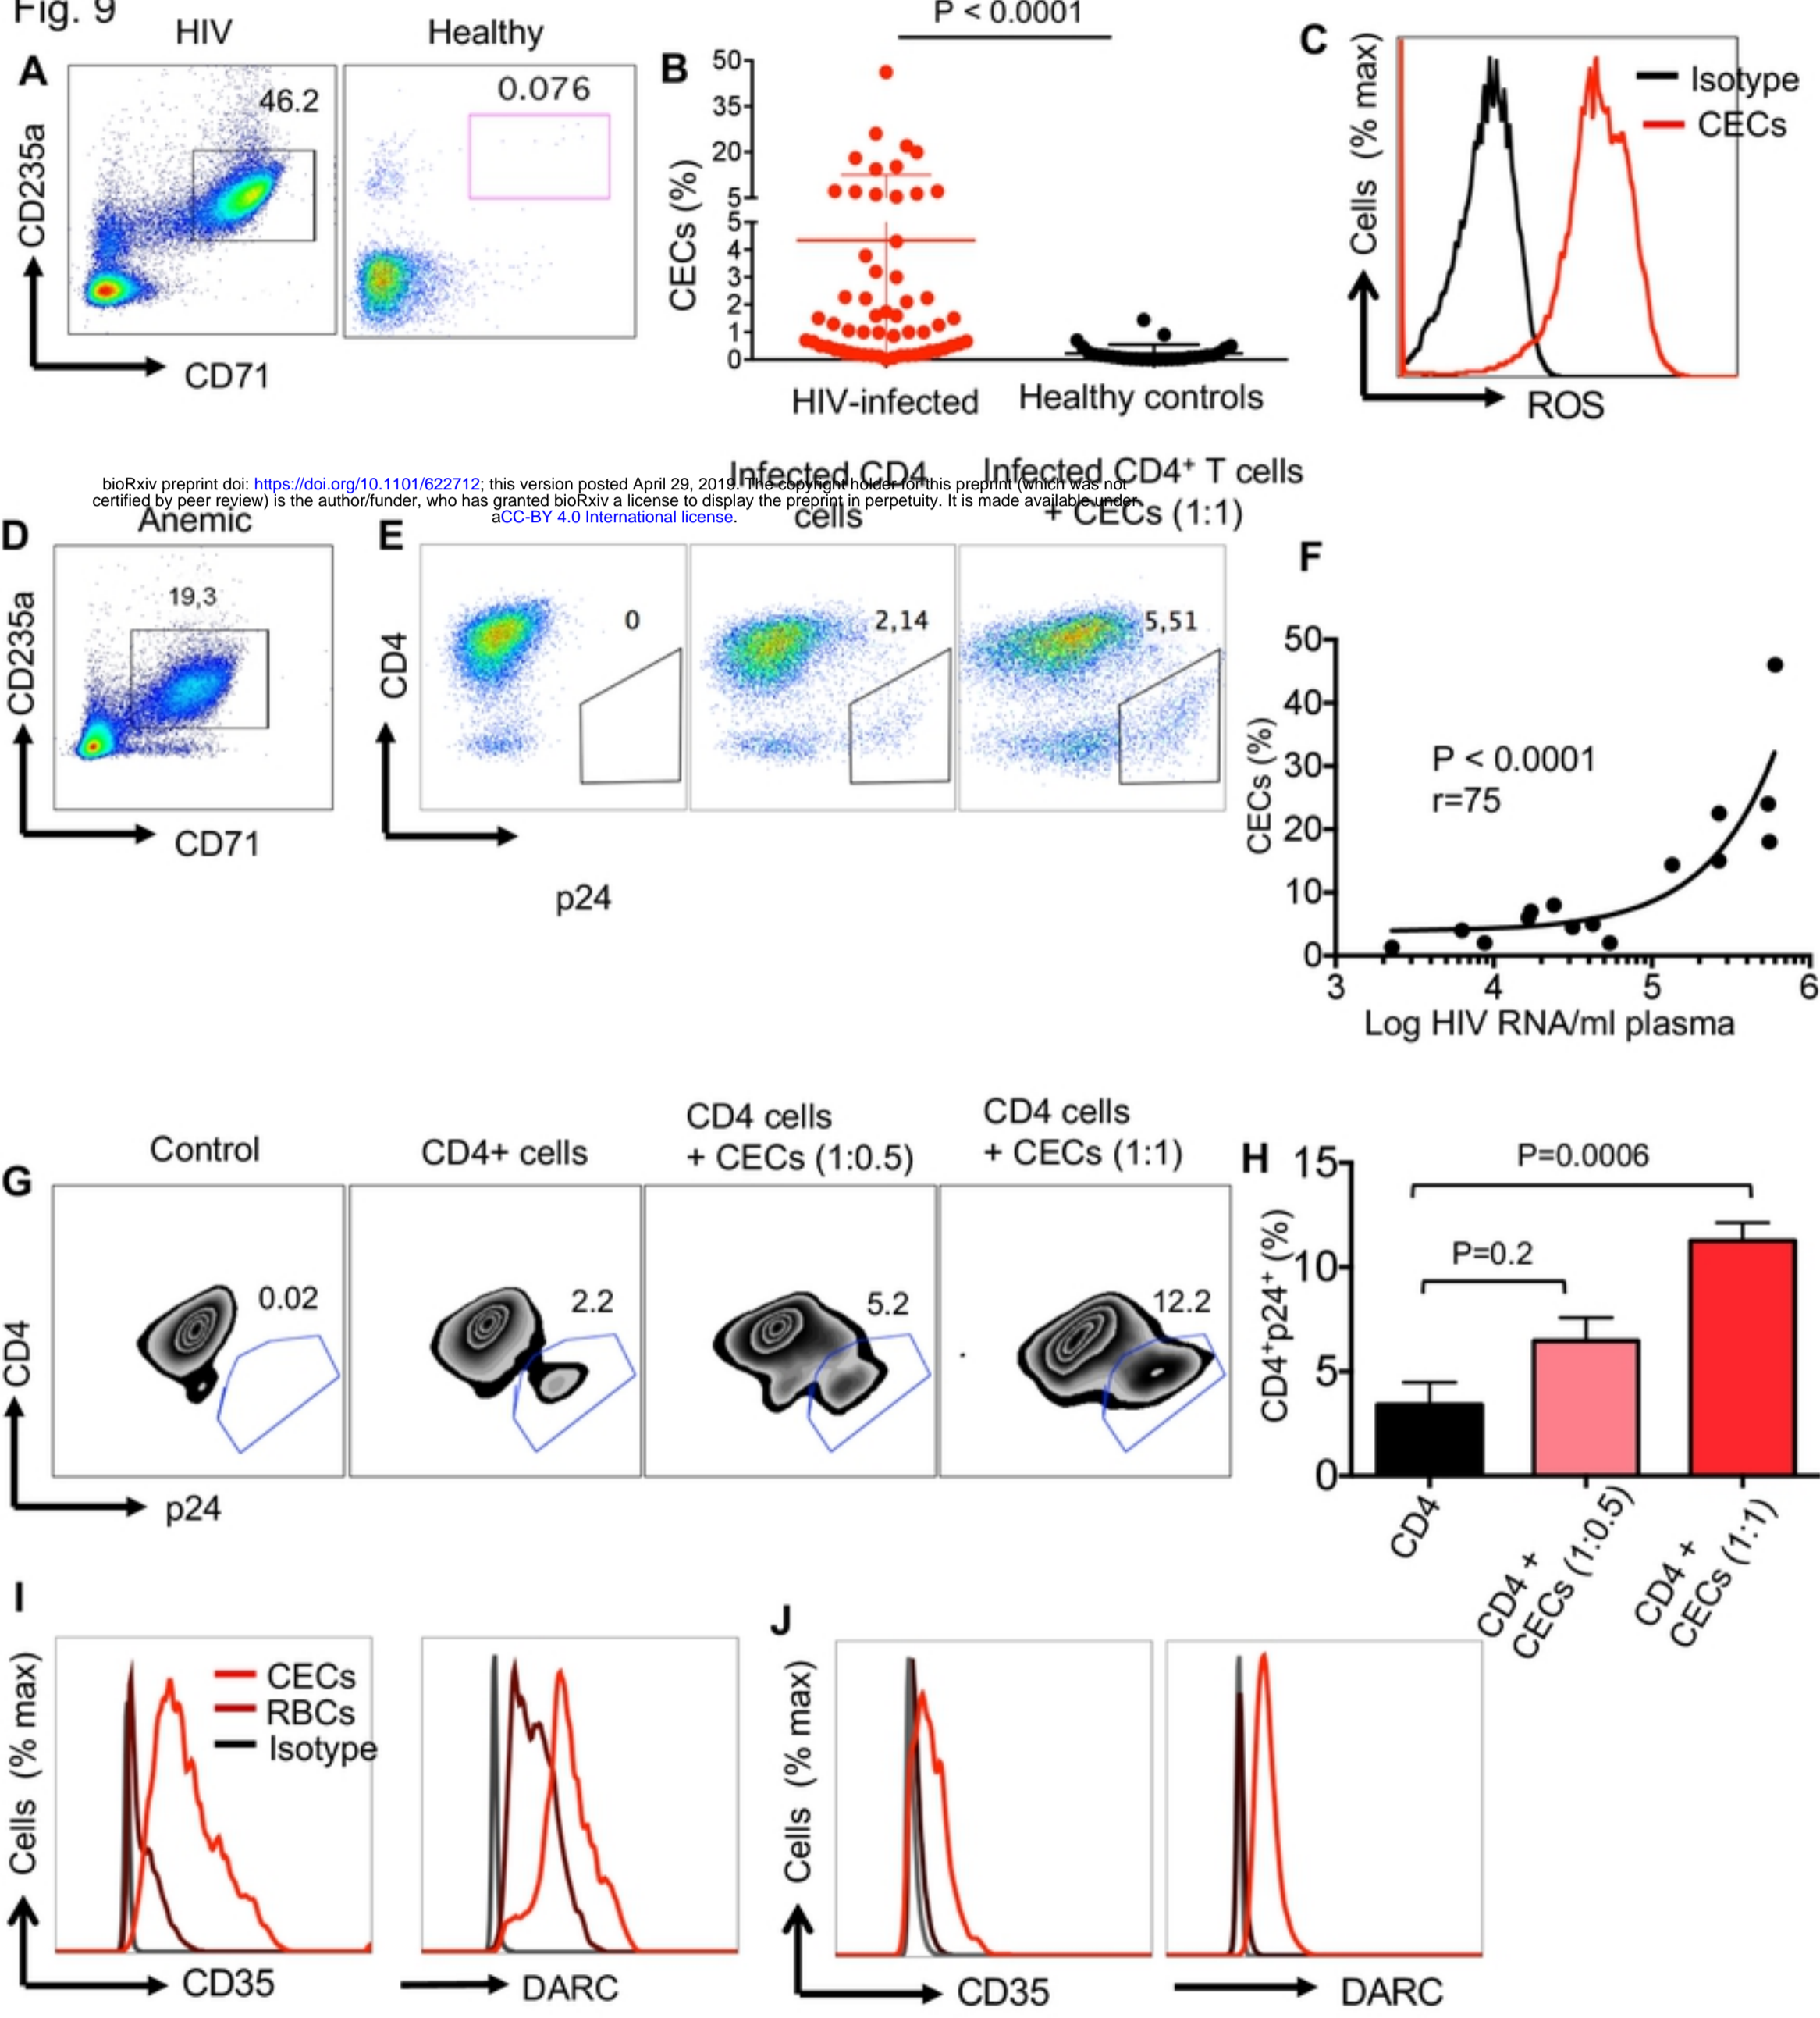 Fig. 9
HIV
Healthy
A
46.2
0.076
CD235a
CD71
P < 0.0001
B
50
35
20
5
5
4
3
2
1
0
CECs (%)
HIV-infected
Healthy controls
C
Cells (% max)
Isotype
CECs
ROS
bioRxiv preprint doi: https://doi.org/10.1101/622712; this version posted April 29, 2019. The copyright holder for this preprint (which was not
certified by peer review) is the author/funder, who has granted bioRxiv a license to display the preprint in perpetuity. It is made available under
aCC-BY 4.0 International license.
D
Anemic
19,3
CD235a
CD71
E
Infected CD4
cells
Infected CD4+ T cells
+ CECs (1:1)
0
2,14
5,51
CD4
p24
F
50
40
30
20
10
0
CECs (%)
P < 0.0001
r=75
3
4
5
6
Log HIV RNA/ml plasma
G
Control
CD4+ cells
CD4 cells
+ CECs (1:0.5)
CD4 cells
+ CECs (1:1)
0.02
2.2
5.2
12.2
CD4
p24
H
15
10
5
0
CD4+p24+ (%)
P=0.0006
P=0.2
CD4
CD4 +
CECs (1:0.5)
CD4 +
CECs (1:1)
I
Cells (% max)
CECs
RBCs
Isotype
CD35
DARC
J
Cells (% max)
CD35
DARC